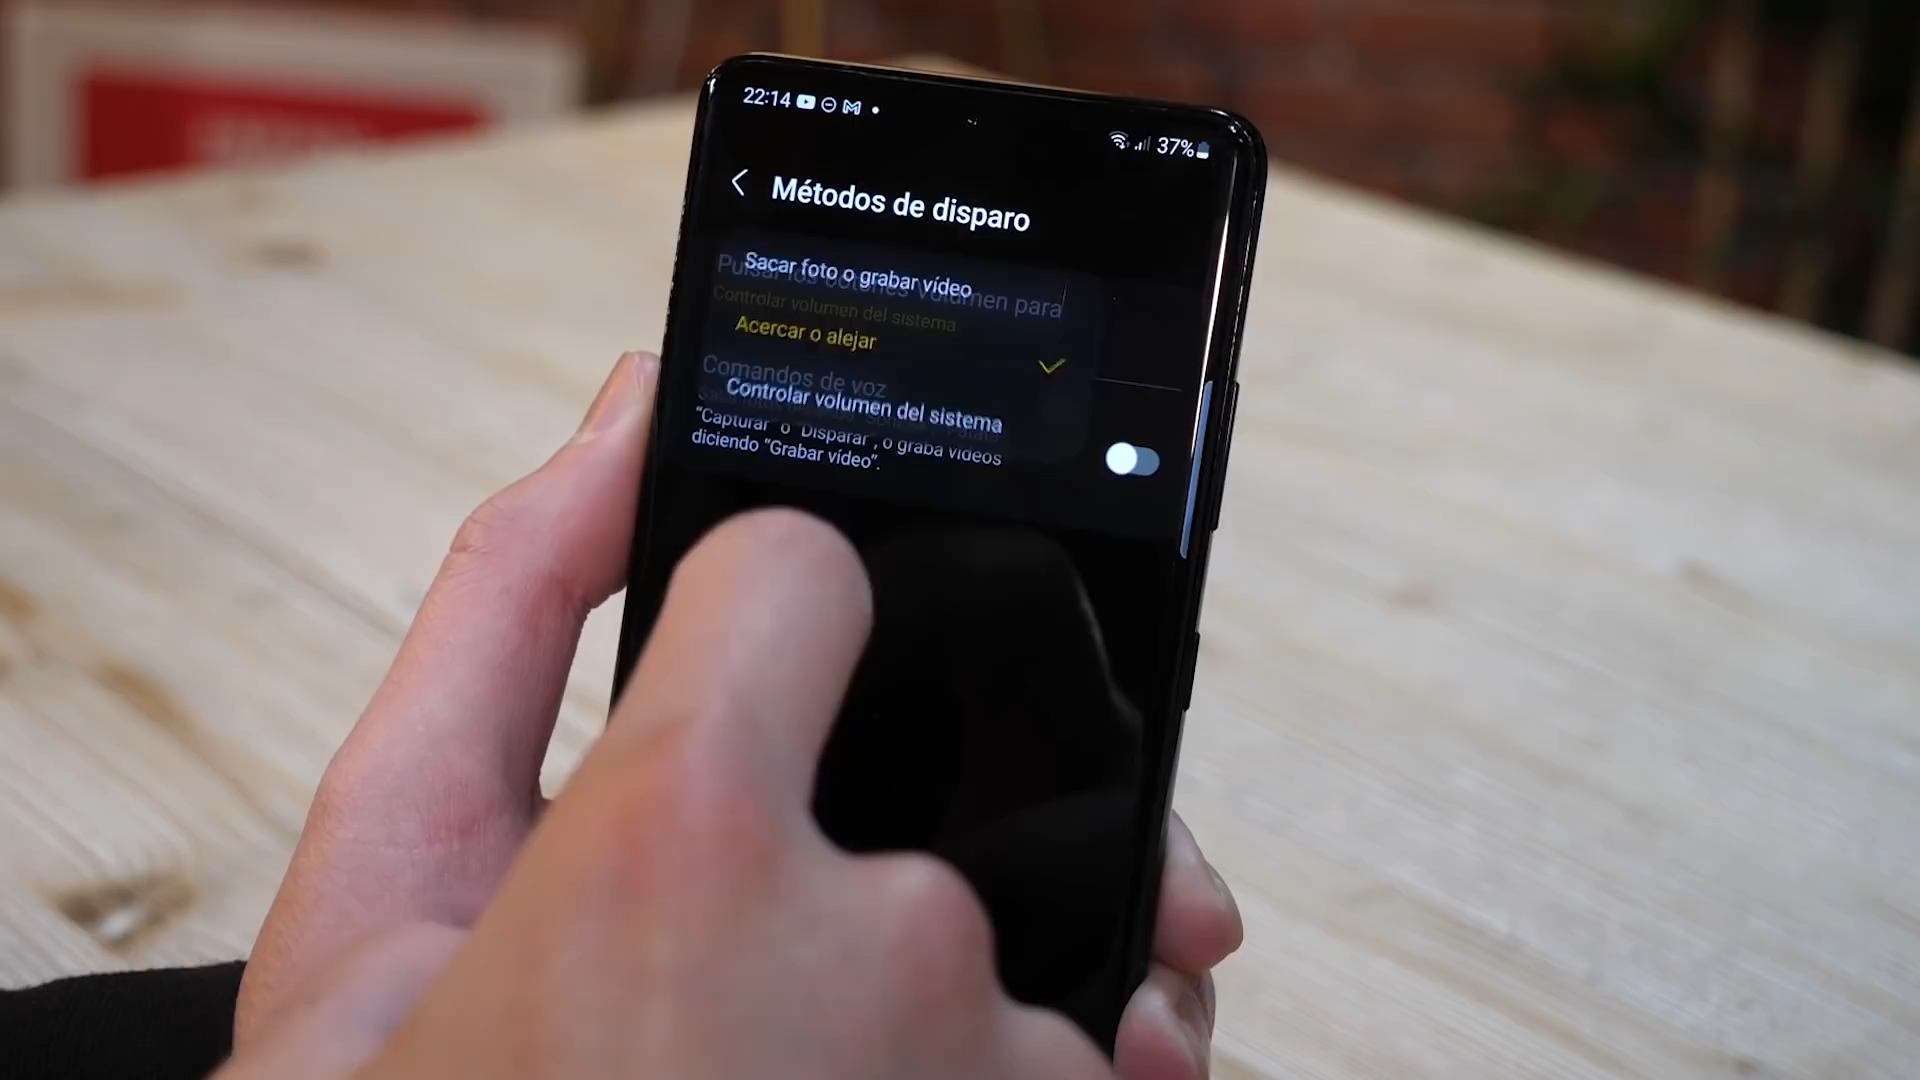 22:14
37%
Métodos de disparo
Sacar foto o grabar vídeo
Pulsar los botones Volumen para
Controlar volumen del sistema
Acercar o alejar
Comandos de voz
Controlar volumen del sistema
“Capturar” o “Disparar”, o graba vídeos
diciendo “Grabar vídeo”.